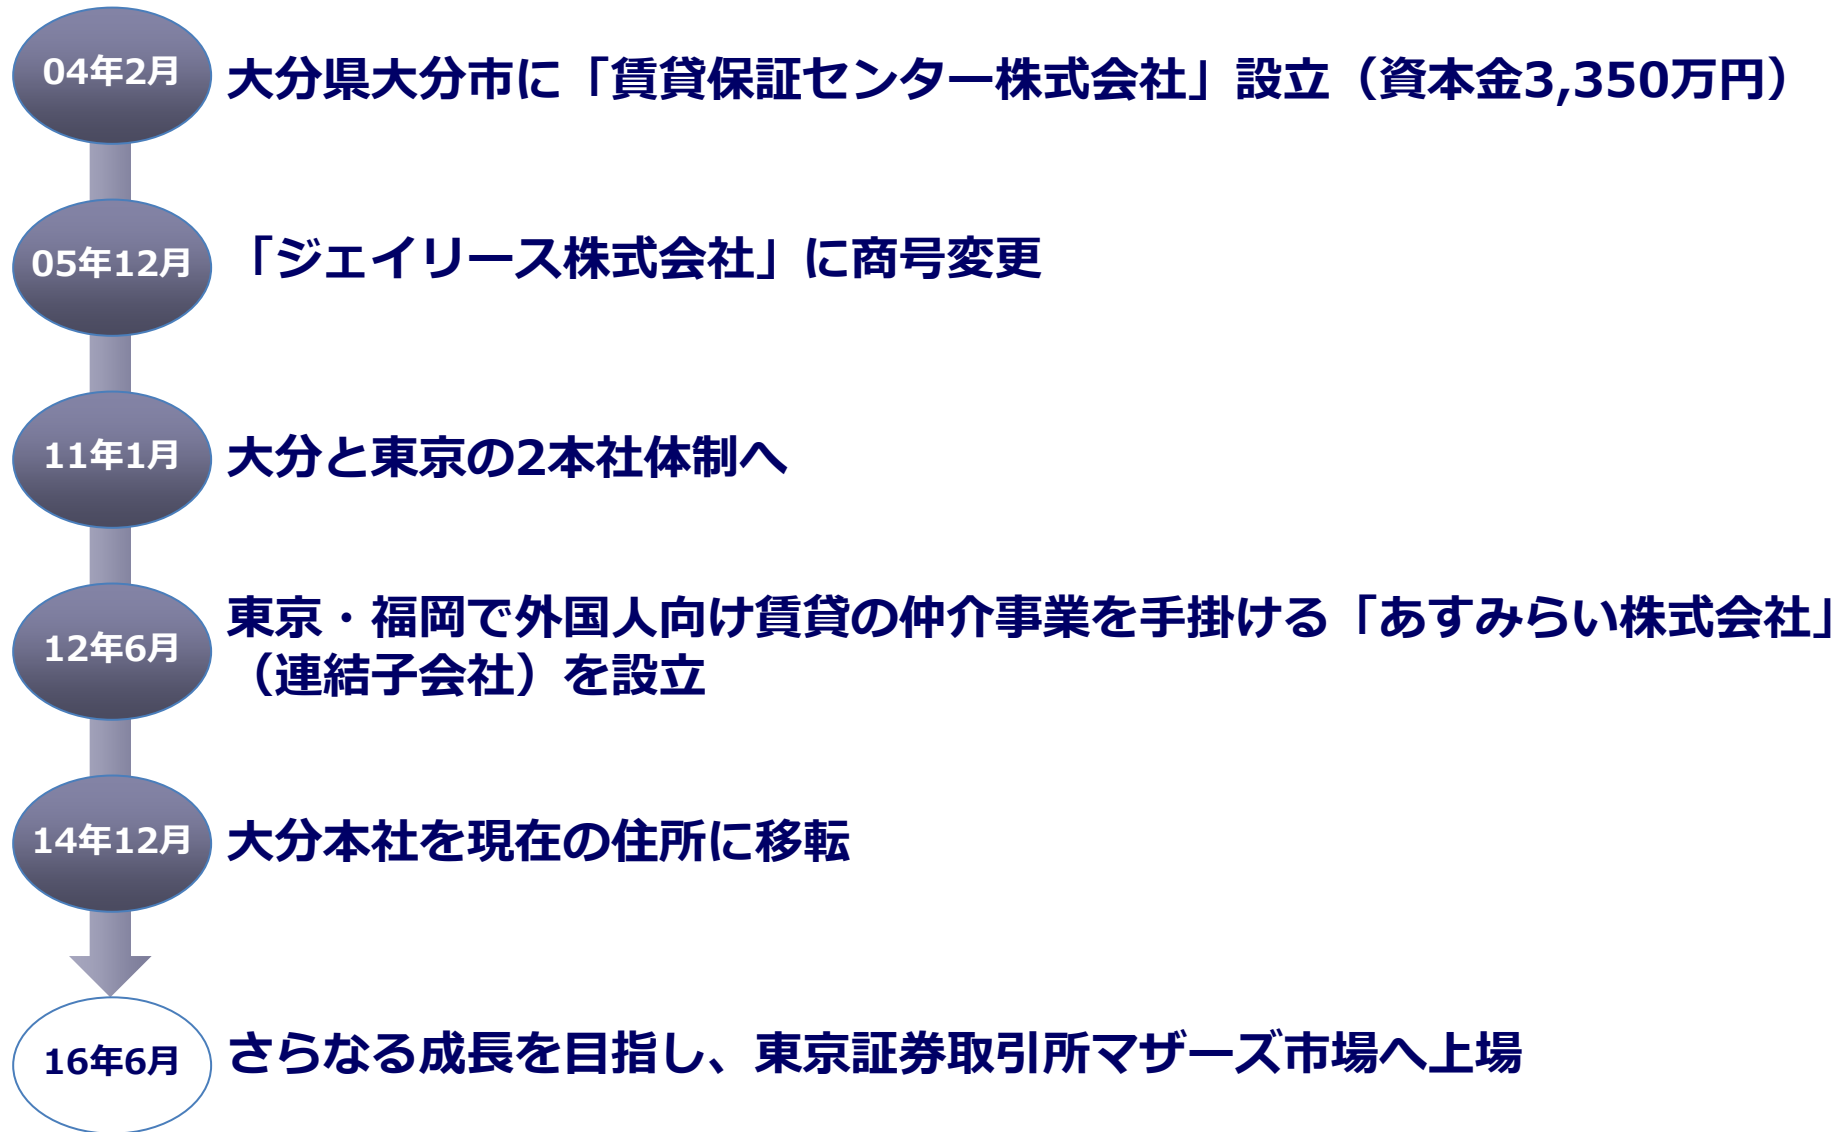 04年2月
大分県大分市に「賃貸保証センター株式会社」設立（資本金3,350万円）
05年12月
「ジェイリース株式会社」に商号変更
11年1月
大分と東京の2本社体制へ
12年6月
東京・福岡で外国人向け賃貸の仲介事業を手掛ける「あすみらい株式会社」
（連結子会社）を設立
14年12月
大分本社を現在の住所に移転
16年6月
さらなる成長を目指し、東京証券取引所マザーズ市場へ上場